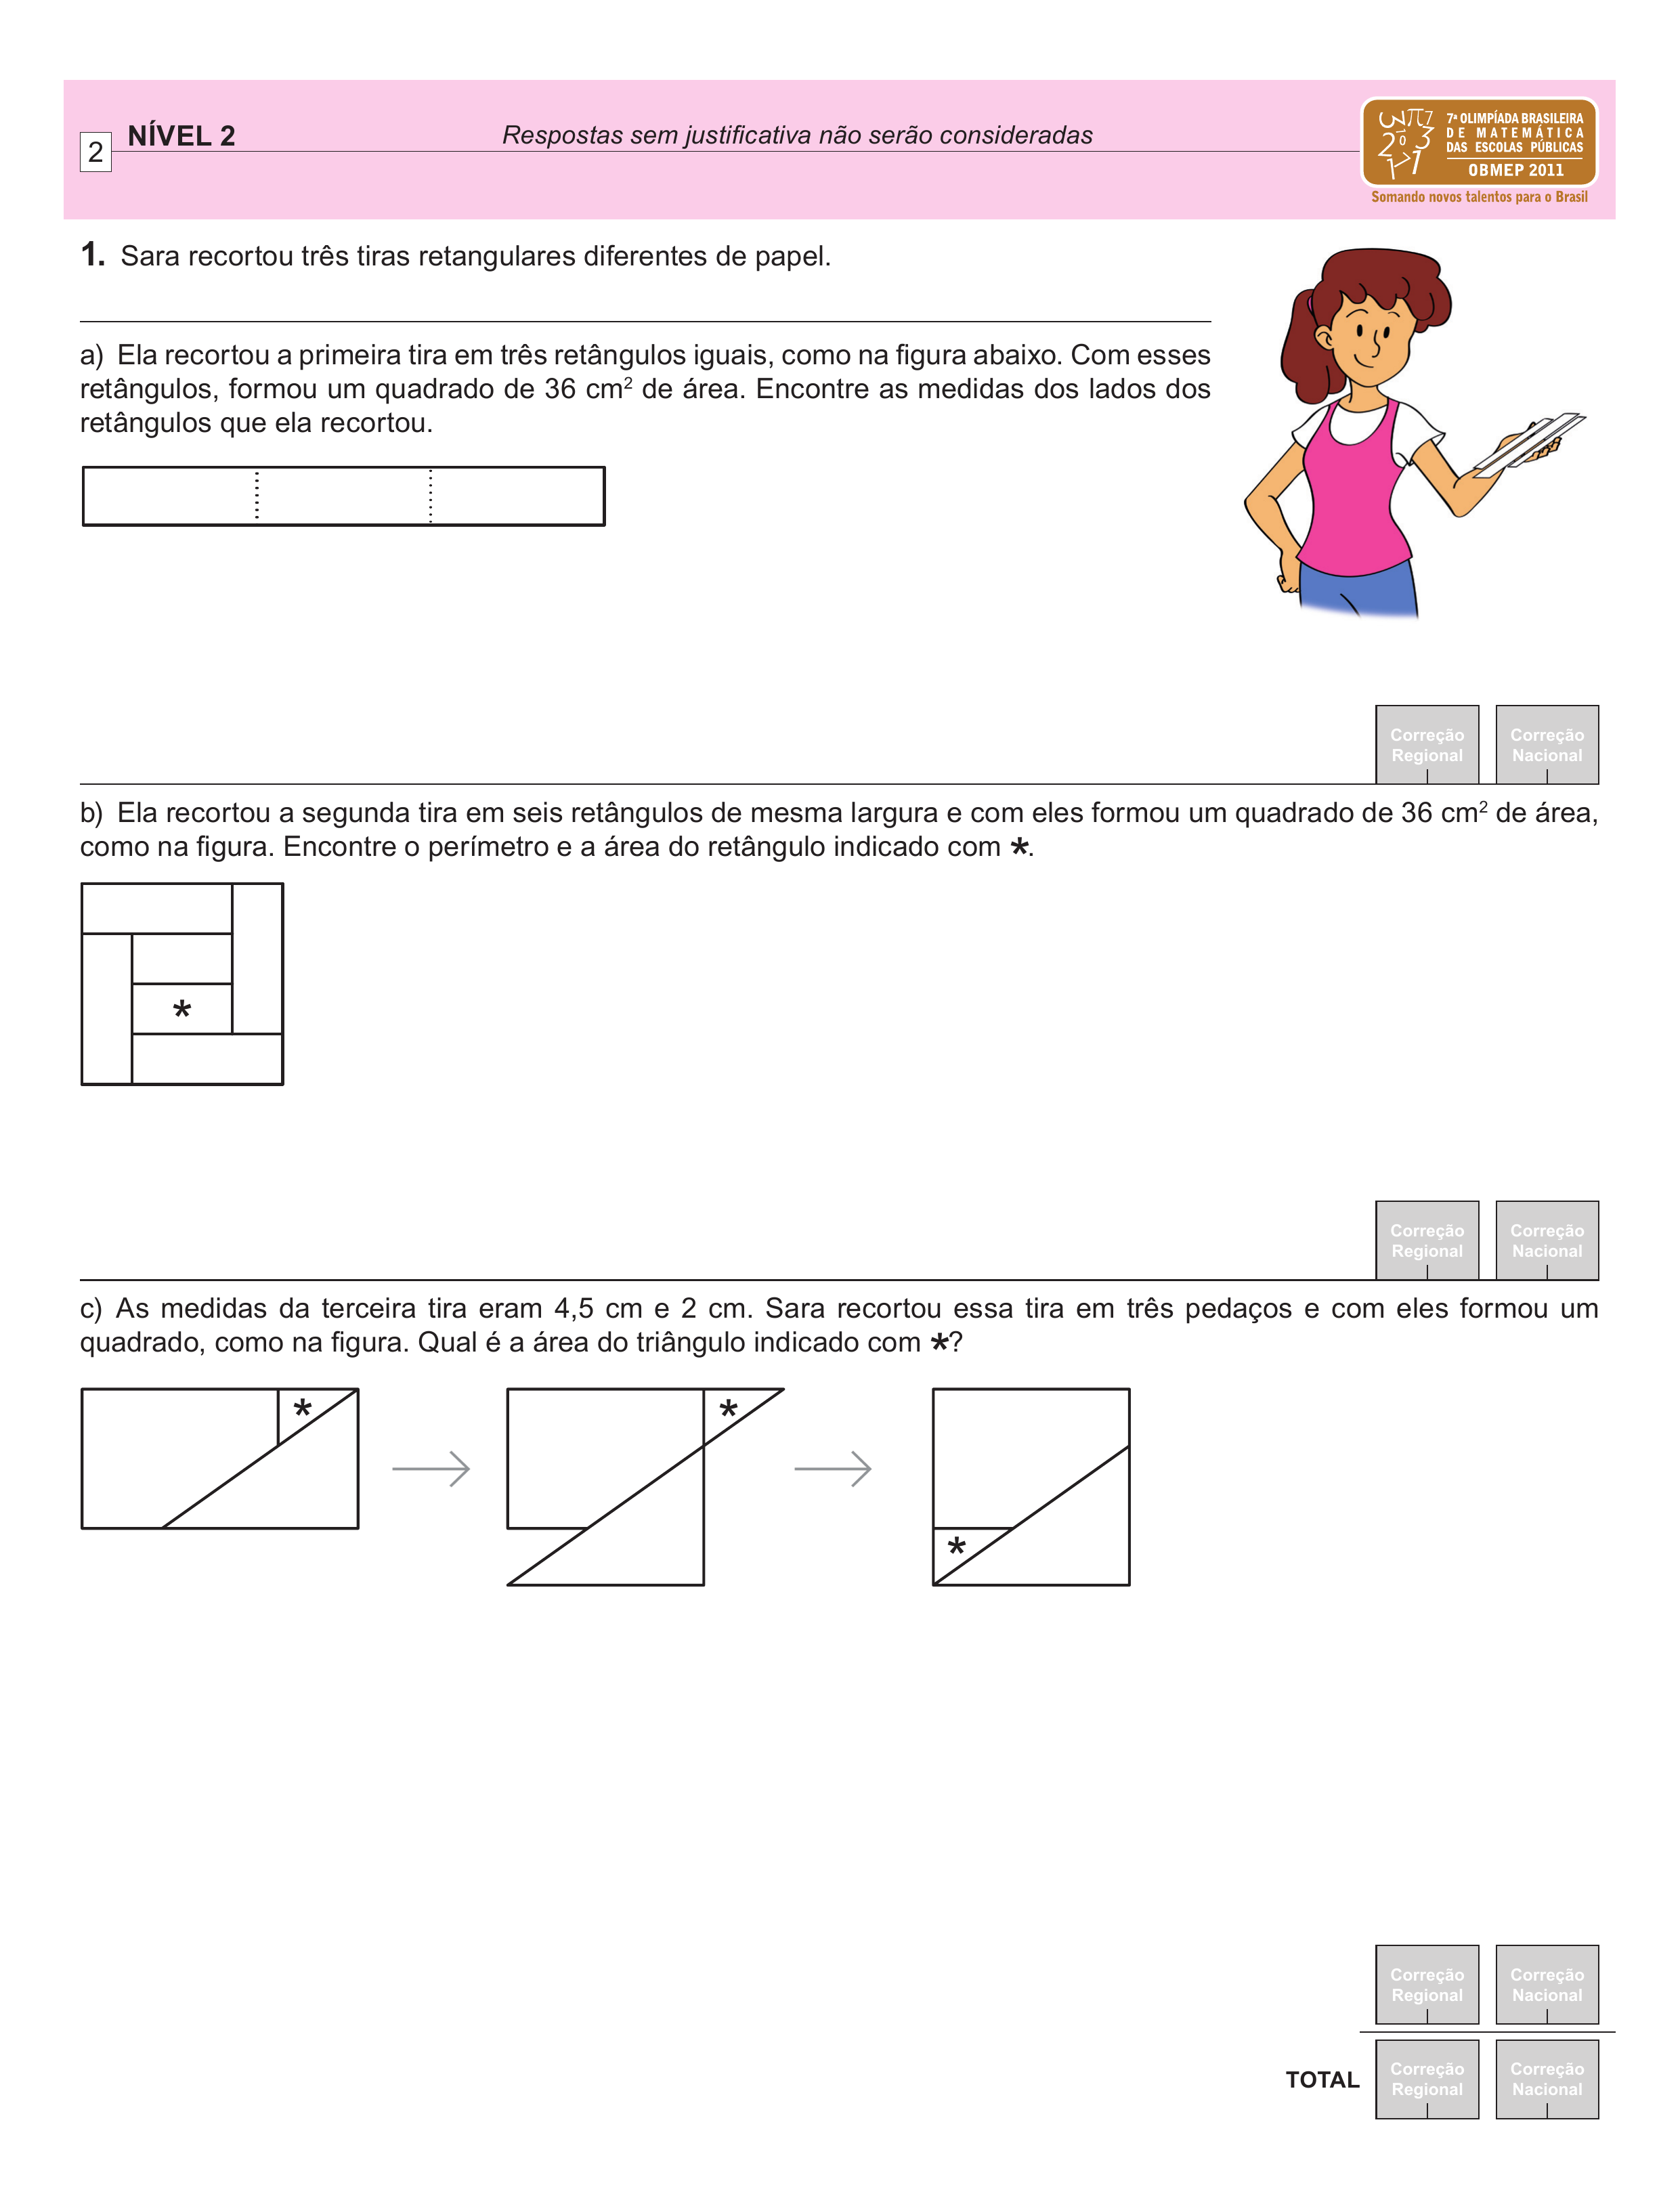 2
NÍVEL 2
Respostas sem justificativa não serão consideradas
7ª OLIMPÍADA BRASILEIRA
DE MATEMÁTICA
DAS ESCOLAS PÚBLICAS
OBMEP 2011
Somando novos talentos para o Brasil
1. Sara recortou três tiras retangulares diferentes de papel.
a) Ela recortou a primeira tira em três retângulos iguais, como na figura abaixo. Com esses
retângulos, formou um quadrado de 36 cm² de área. Encontre as medidas dos lados dos
retângulos que ela recortou.
Correção Regional
Correção Nacional
b) Ela recortou a segunda tira em seis retângulos de mesma largura e com eles formou um quadrado de 36 cm² de área,
como na figura. Encontre o perímetro e a área do retângulo indicado com *.
*
Correção Regional
Correção Nacional
c) As medidas da terceira tira eram 4,5 cm e 2 cm. Sara recortou essa tira em três pedaços e com eles formou um
quadrado, como na figura. Qual é a área do triângulo indicado com *?
*
*
*
Correção Regional
Correção Nacional
TOTAL
Correção Regional
Correção Nacional